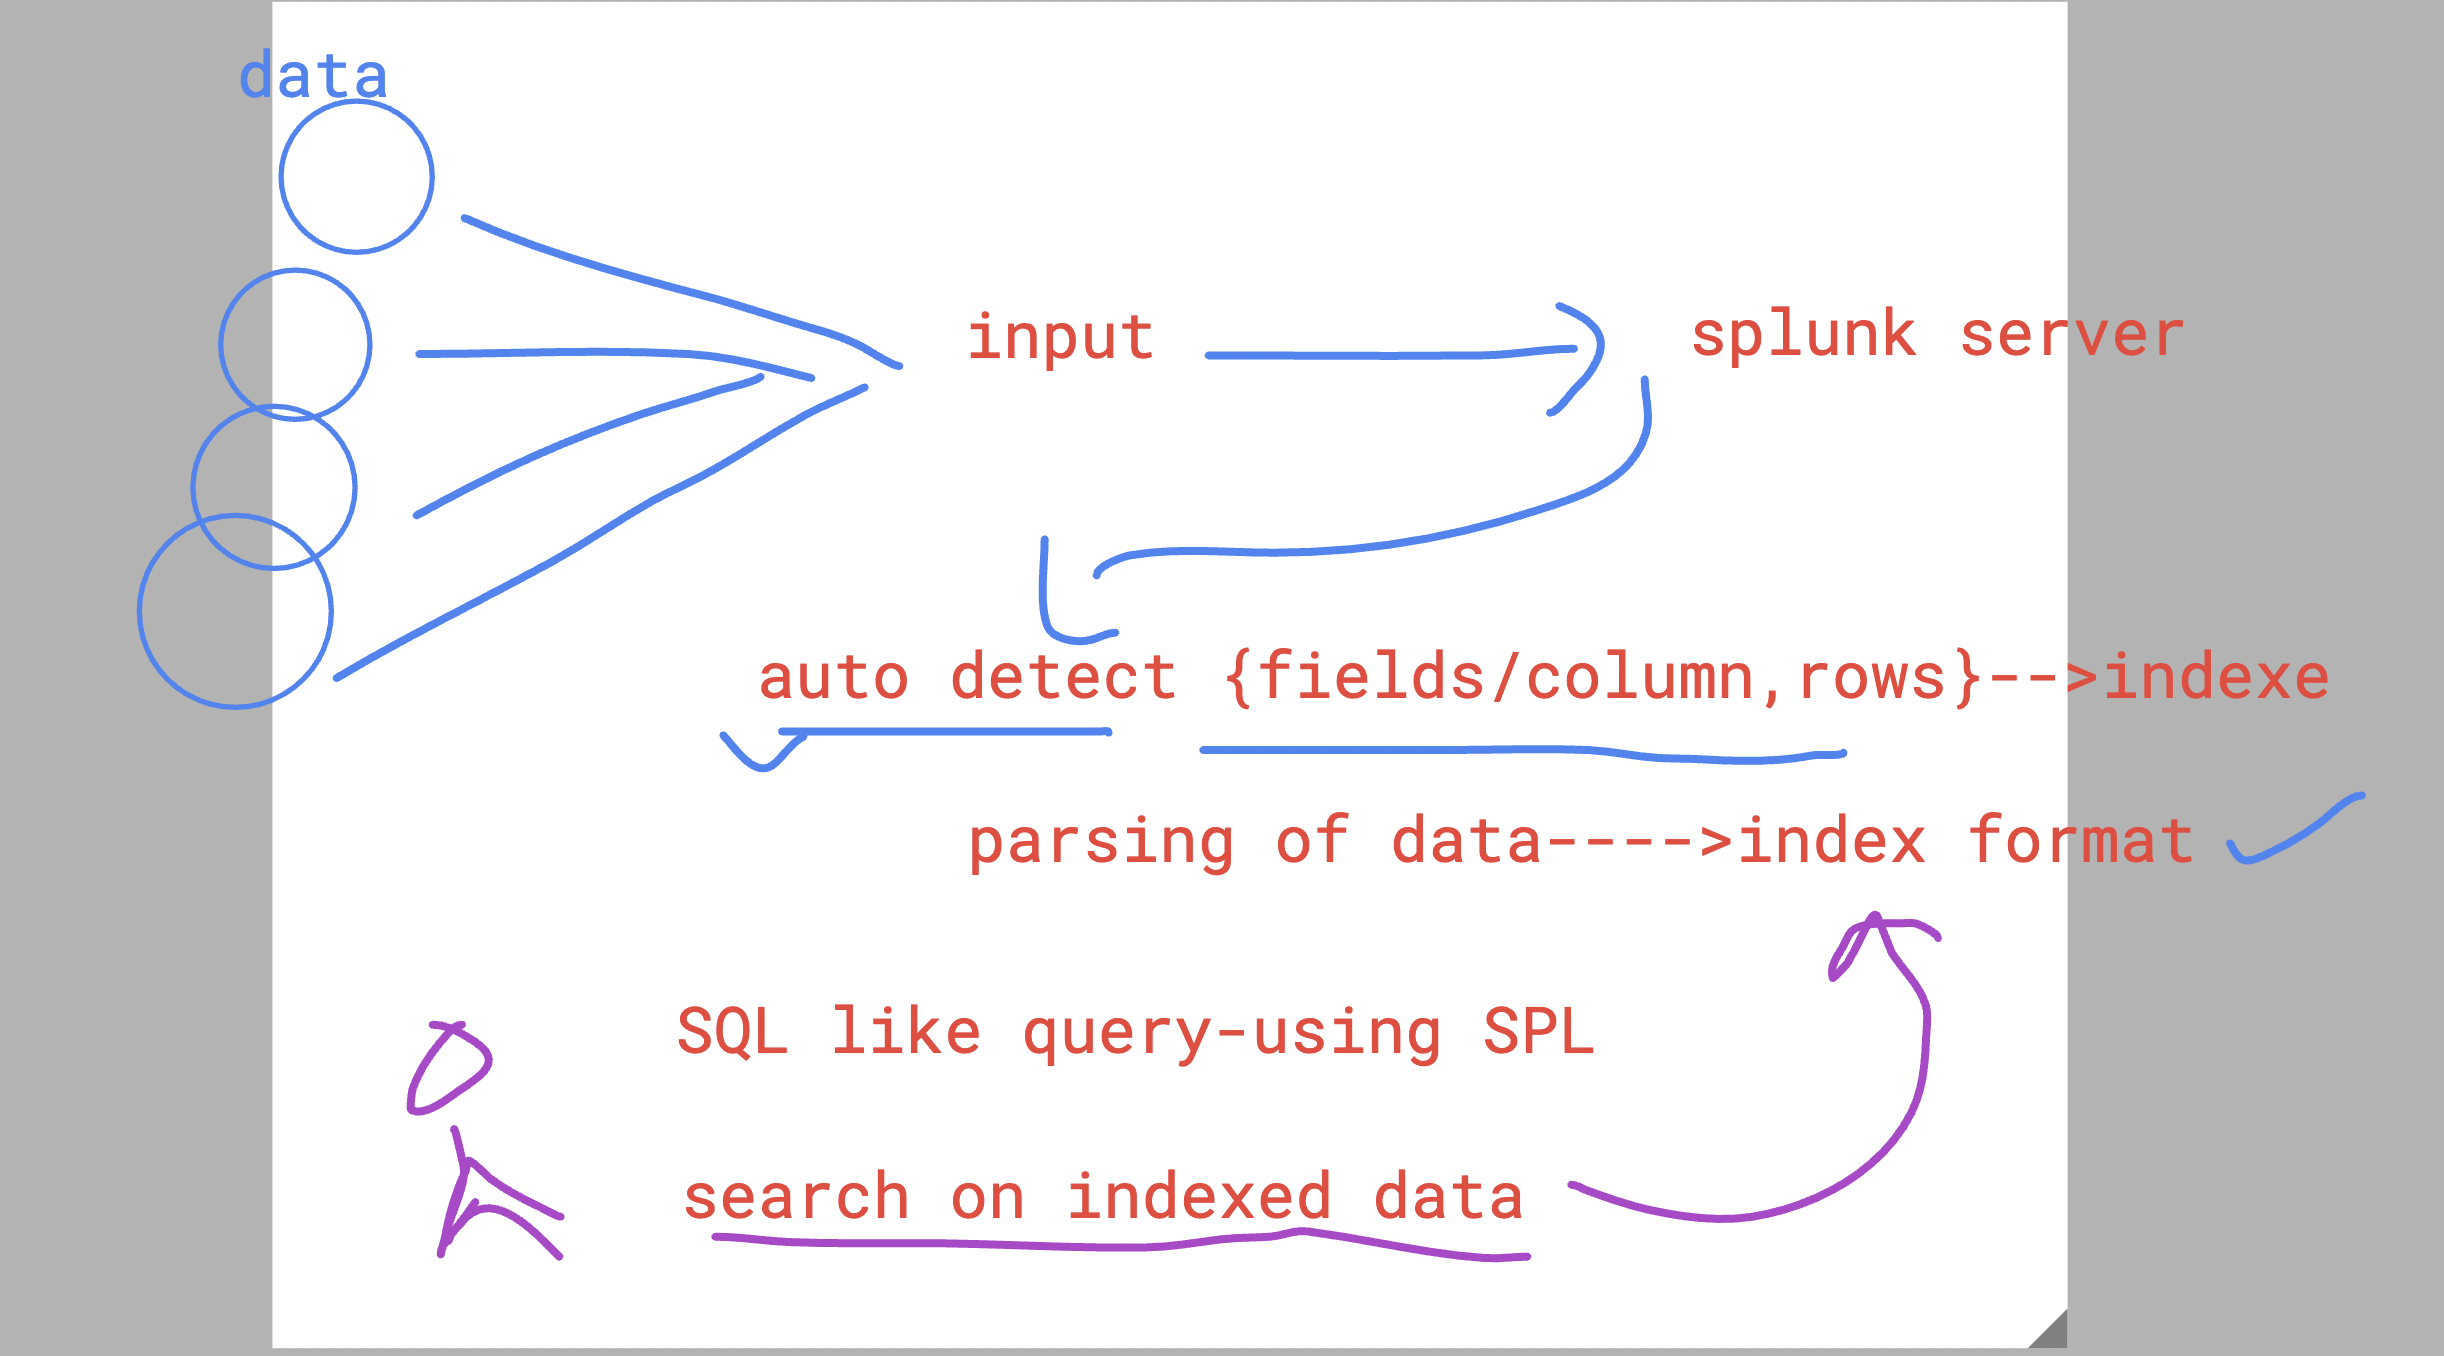 data
input
splunk server
auto detect {fields/column,rows}-->indexe
parsing of data---->index format
SQL like query-using SPL
search on indexed data